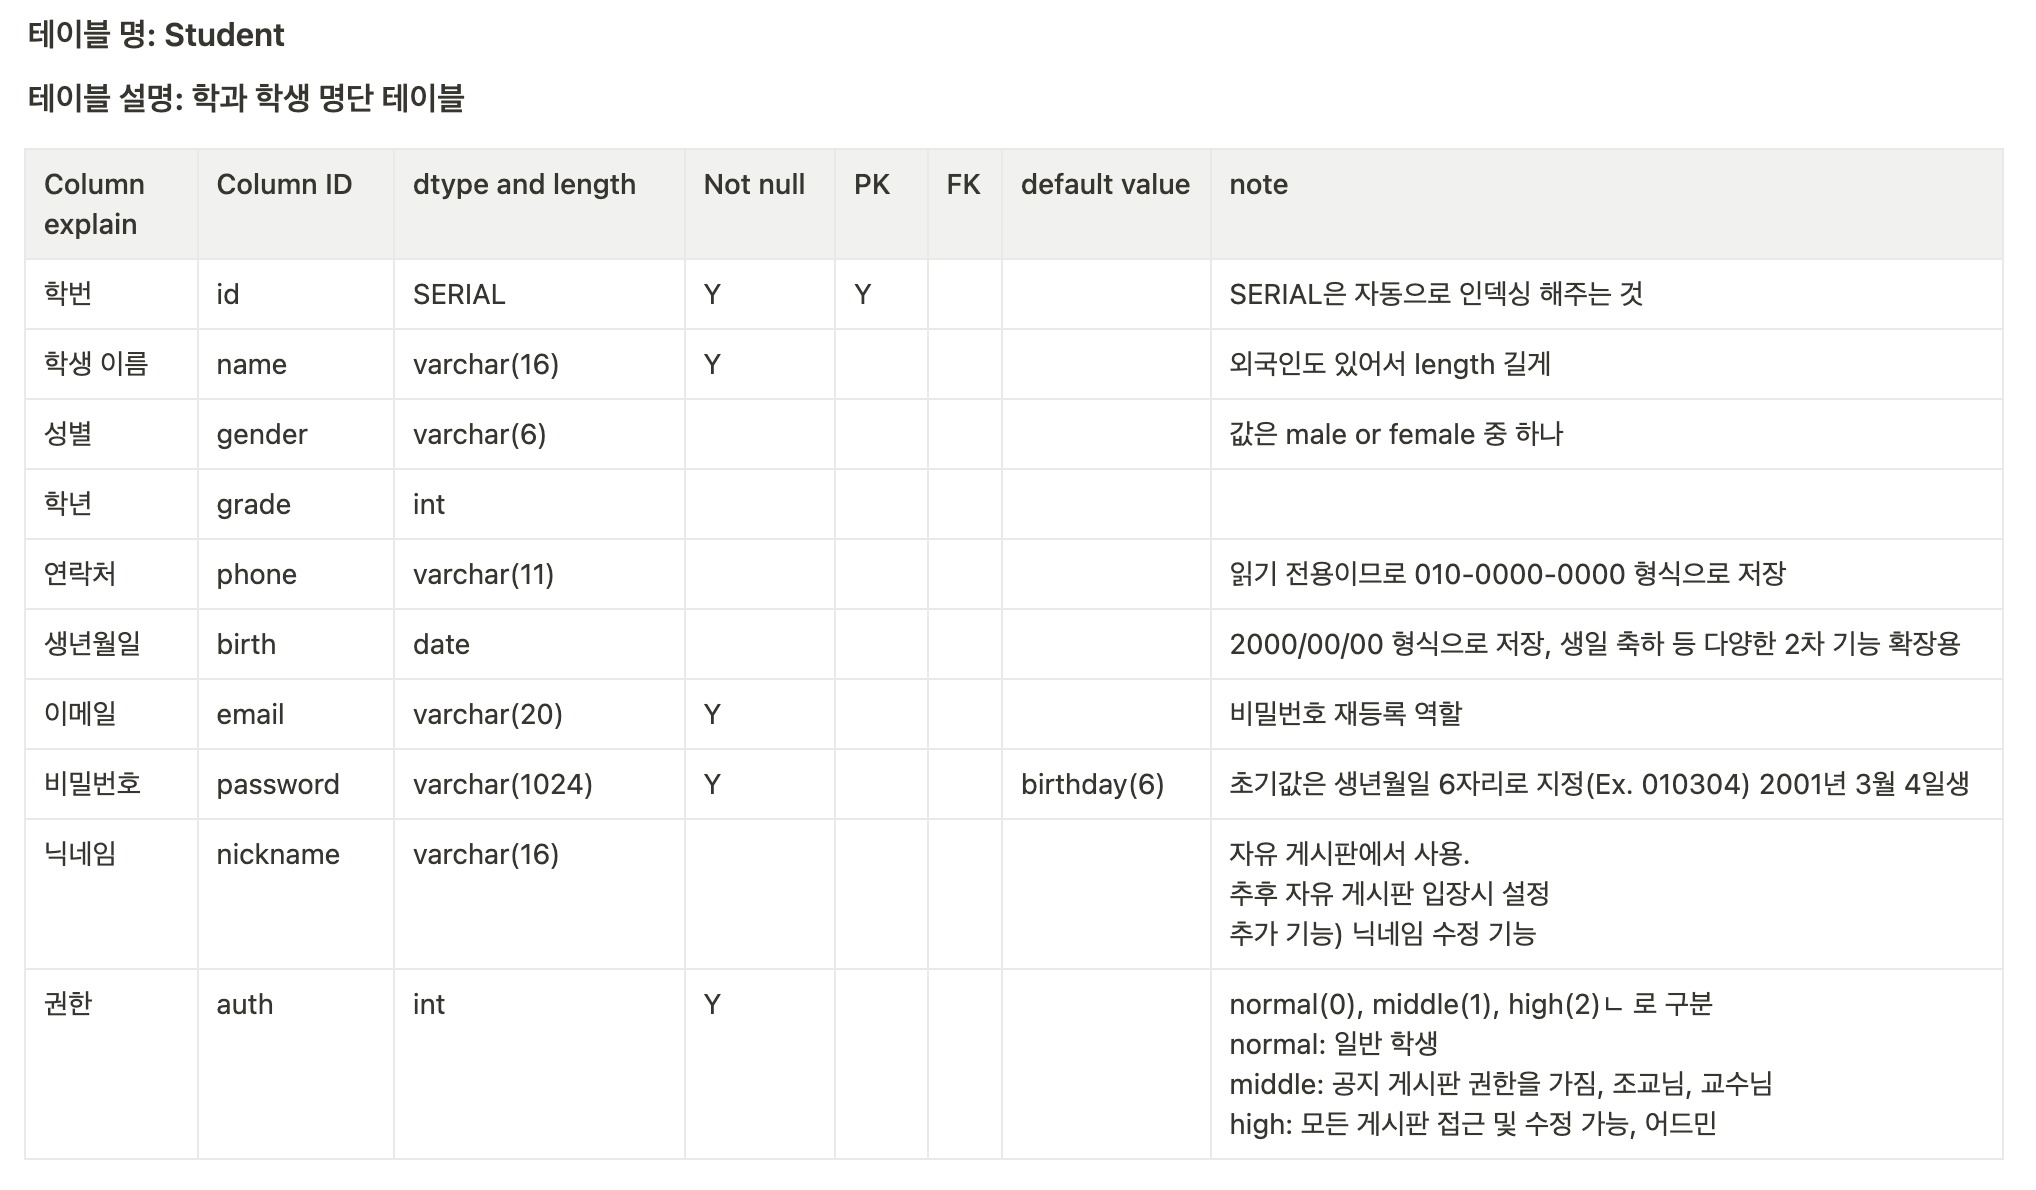 테이블 명: Student
테이블 설명: 학과 학생 명단 테이블
Column explain Column ID dtype and length Not null PK FK default value note
학번 id SERIAL Y Y SERIAL은 자동으로 인덱싱 해주는 것
학생 이름 name varchar(16) Y 외국인도 있어서 length 길게
성별 gender varchar(6) 값은 male or female 중 하나
학년 grade int
연락처 phone varchar(11) 읽기 전용이므로 010-0000-0000 형식으로 저장
생년월일 birth date 2000/00/00 형식으로 저장, 생일 축하 등 다양한 2차 기능 확장용
이메일 email varchar(20) Y 비밀번호 재등록 역할
비밀번호 password varchar(1024) Y birthday(6) 초기값은 생년월일 6자리로 지정(Ex. 010304) 2001년 3월 4일생
닉네임 nickname varchar(16) 자유 게시판에서 사용.
추후 자유 게시판 입장시 설정
추가 기능) 닉네임 수정 기능
권한 auth int Y normal(0), middle(1), high(2)ㄴ 로 구분
normal: 일반 학생
middle: 공지 게시판 권한을 가짐, 조교님, 교수님
high: 모든 게시판 접근 및 수정 가능, 어드민